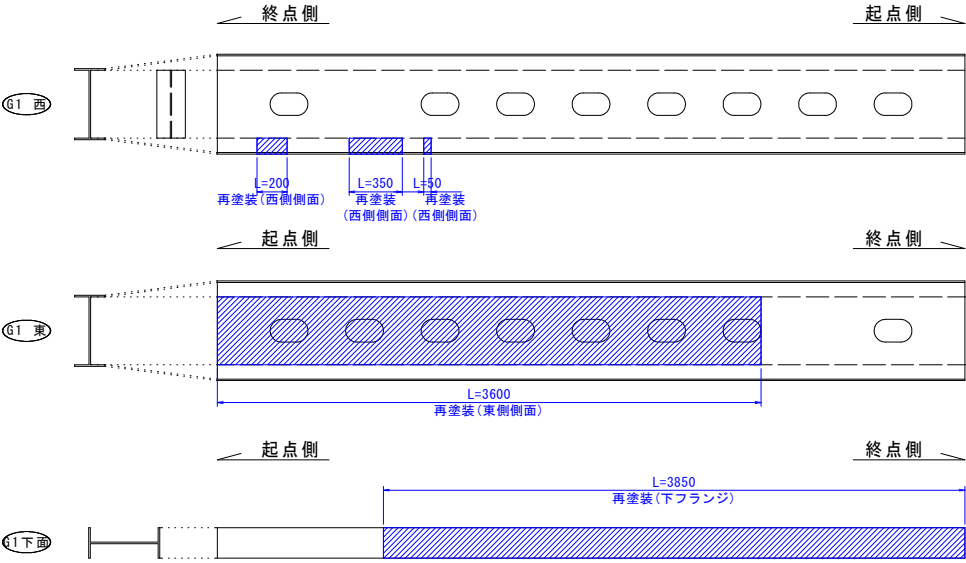 終点側
起点側
G1 西
L=200
L=350
L=50
再塗装(西側側面)
再塗装
(西側側面)
再塗装
(西側側面)
起点側
終点側
G1 東
L=3600
再塗装(東側側面)
起点側
終点側
L=3850
再塗装(下フランジ)
G1下面